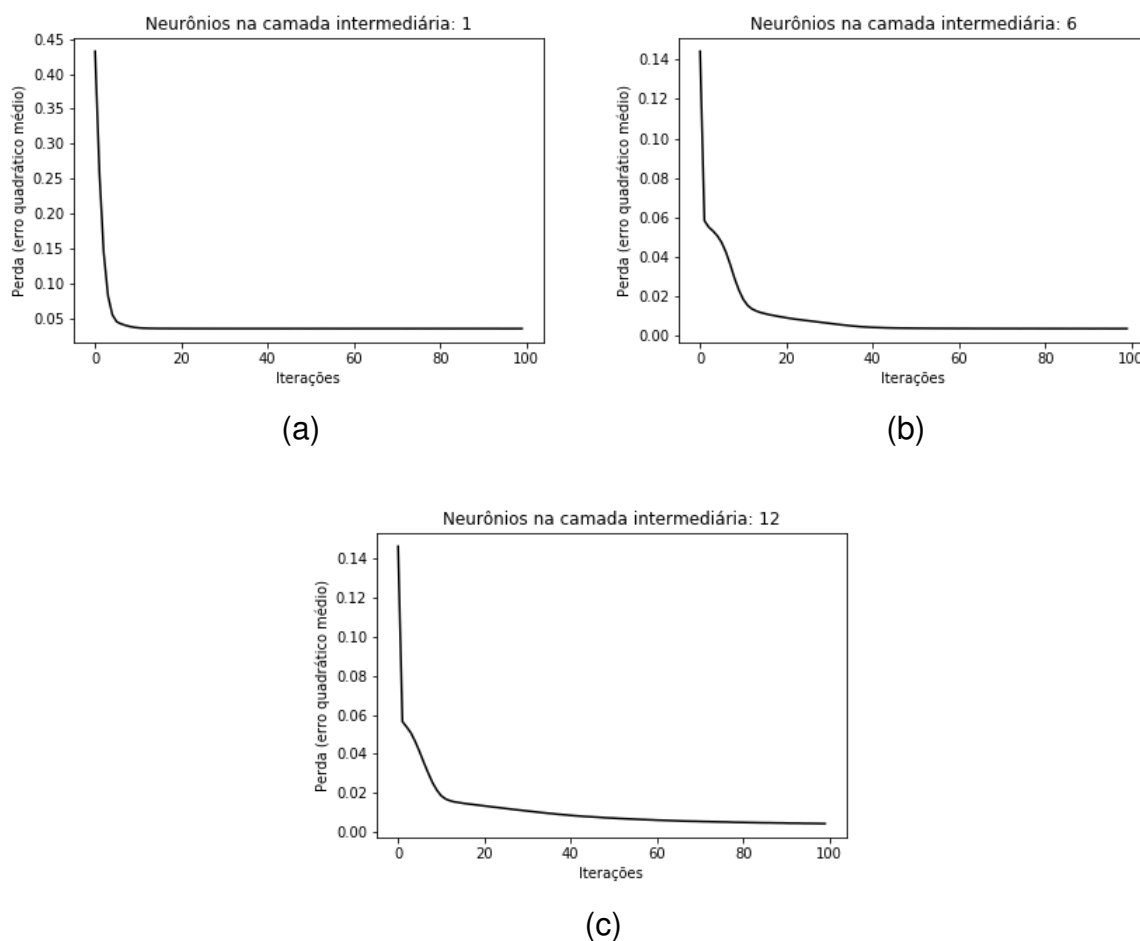 Neurônios na camada intermediária: 1
0.45
0.40
0.35
0.30
0.25
0.20
0.15
0.10
0.05
Perda (erro quadrático médio)
0 20 40 60 80 100
Iterações
(a)
Neurônios na camada intermediária: 6
0.14
0.12
0.10
0.08
0.06
0.04
0.02
0.00
Perda (erro quadrático médio)
0 20 40 60 80 100
Iterações
(b)
Neurônios na camada intermediária: 12
0.14
0.12
0.10
0.08
0.06
0.04
0.02
0.00
Perda (erro quadrático médio)
0 20 40 60 80 100
Iterações
(c)